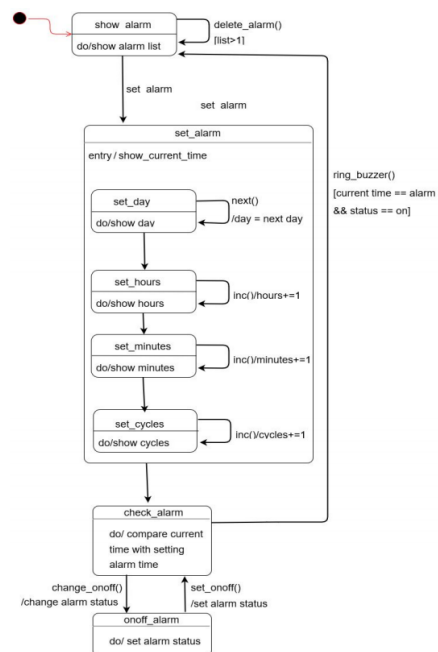 show alarm
do/show alarm list
delete_alarm()
[list>1]
set alarm
set alarm
set_alarm
entry / show_current_time
set_day
do/show day
next()
/day = next day
ring_buzzer()
[current time == alarm
&& status == on]
set_hours
do/show hours
inc()/hours+=1
set_minutes
do/show minutes
inc()/minutes+=1
set_cycles
do/show cycles
inc()/cycles+=1
check_alarm
do/ compare current
time with setting
alarm time
change_onoff()
/change alarm status
set_onoff()
/set alarm status
onoff_alarm
do/ set alarm status